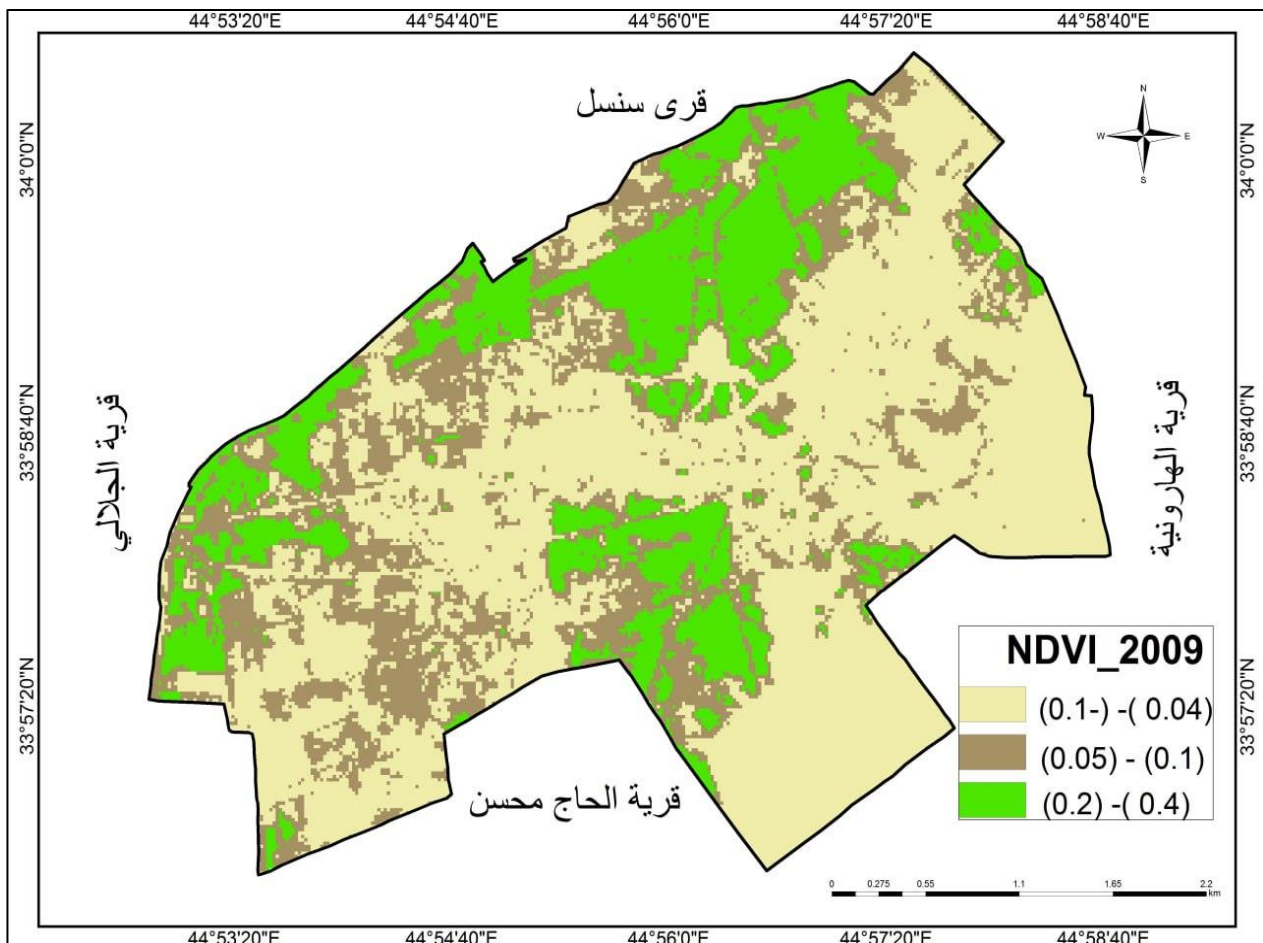 44°53'20"E 44°54'40"E 44°56'0"E 44°57'20"E 44°58'40"E
قرى سنسل
N
W E
S
34°0'0"N 34°0'0"N
33°58'40"N 33°58'40"N
قرية الجلالي
قرية الهارونية
33°57'20"N 33°57'20"N
NDVI_2009
(0.1-) -( 0.04)
(0.05) - (0.1)
(0.2) -( 0.4)
قرية الحاج محسن
0 0.275 0.55 1.1 1.65 2.2
km
44°53'20"E 44°54'40"E 44°56'0"E 44°57'20"E 44°58'40"E